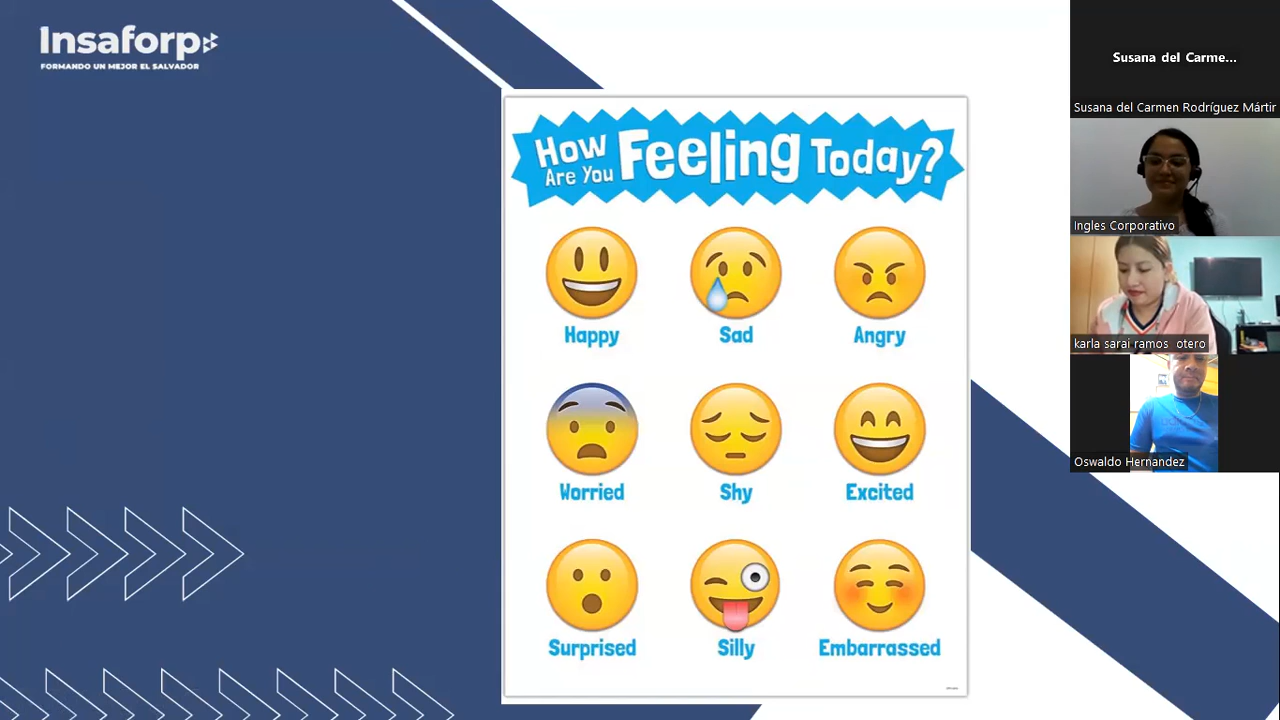 Insaforp
FORMANDO UN MEJOR EL SALVADOR
How Are You Feeling Today?
Happy
Sad
Angry
Worried
Shy
Excited
Surprised
Silly
Embarrassed
Susana del Carme...
Susana del Carmen Rodríguez Mártir
Ingles Corporativo
karla sarai ramos otero
Oswaldo Hernandez